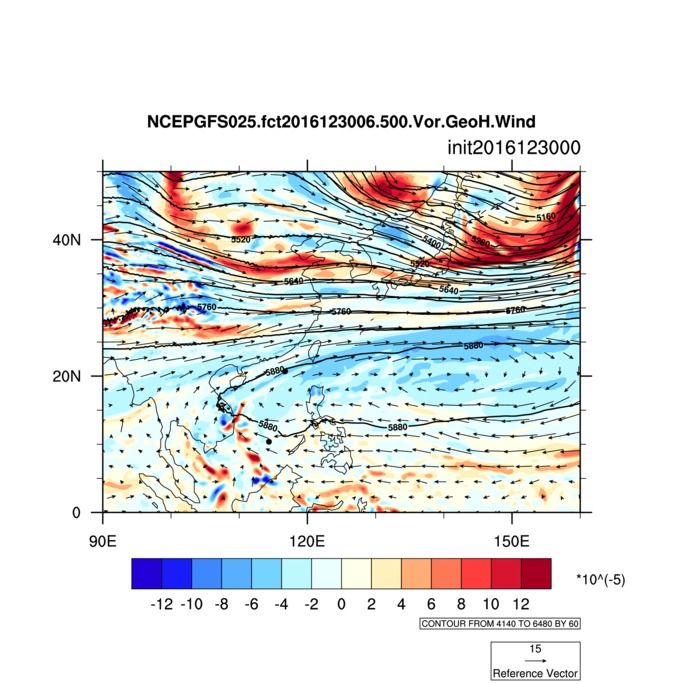 NCEPGFS025.fct2016123006.500.Vor.GeoH.Wind
init2016123000
5160
5520
5400
5280
40N
5520
5640
5640
5760
5760
5760
5880
20N
5880
5880
5880
0
90E 120E 150E
*10^(-5)
-12 -10 -8 -6 -4 -2 0 2 4 6 8 10 12
CONTOUR FROM 4140 TO 6480 BY 60
15
Reference Vector